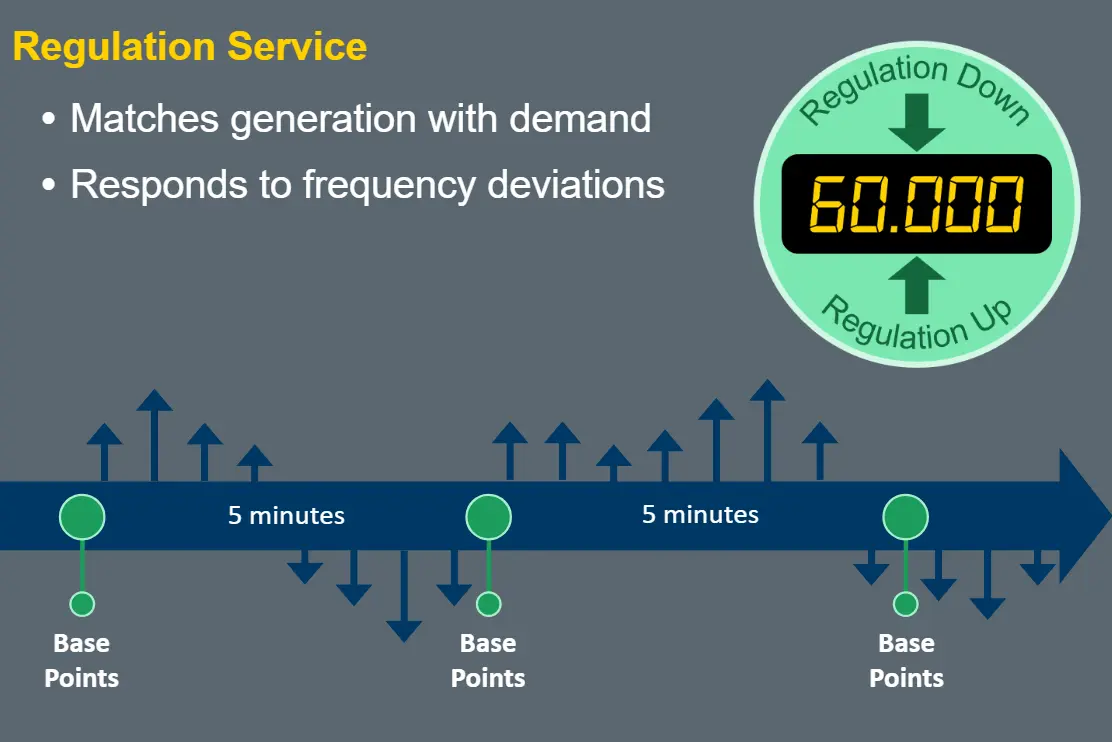 Regulation Service
• Matches generation with demand
• Responds to frequency deviations
Regulation Down
60.000
Regulation Up
5 minutes
5 minutes
Base
Points
Base
Points
Base
Points